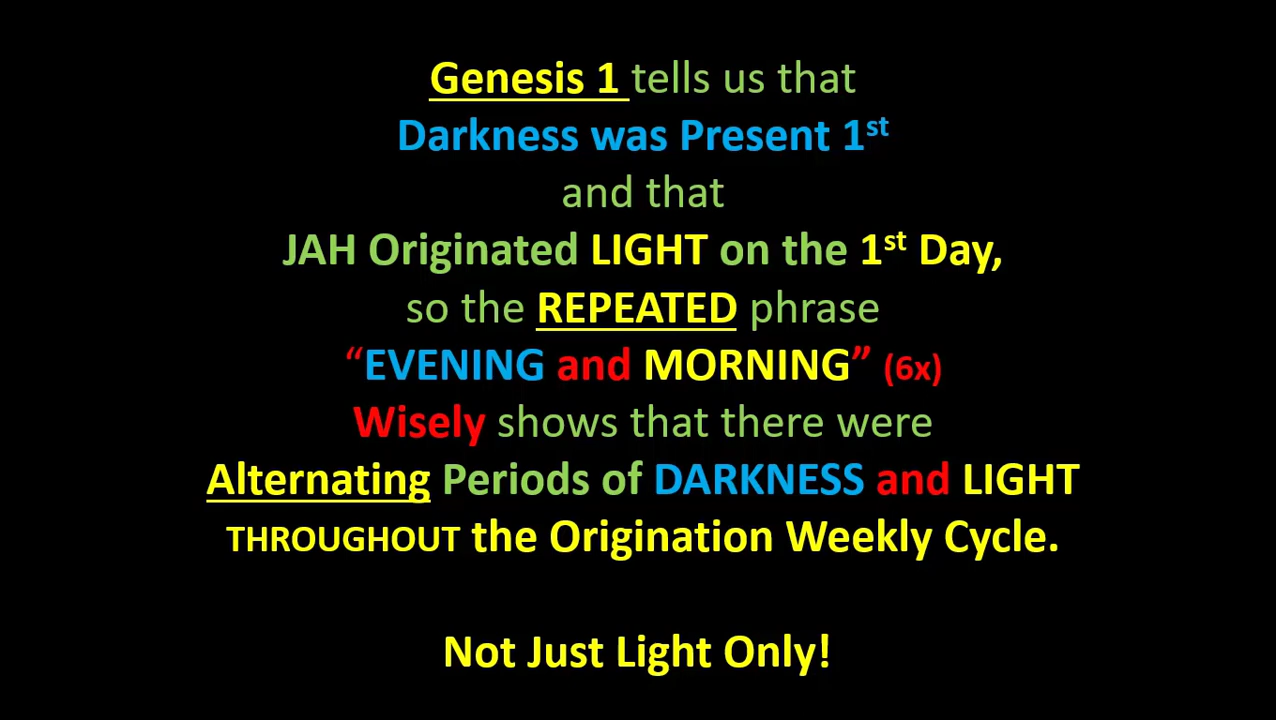 Genesis 1 tells us that
Darkness was Present 1st
and that
JAH Originated LIGHT on the 1st Day,
so the REPEATED phrase
“EVENING and MORNING” (6x)
Wisely shows that there were
Alternating Periods of DARKNESS and LIGHT
THROUGHOUT the Origination Weekly Cycle.
Not Just Light Only!